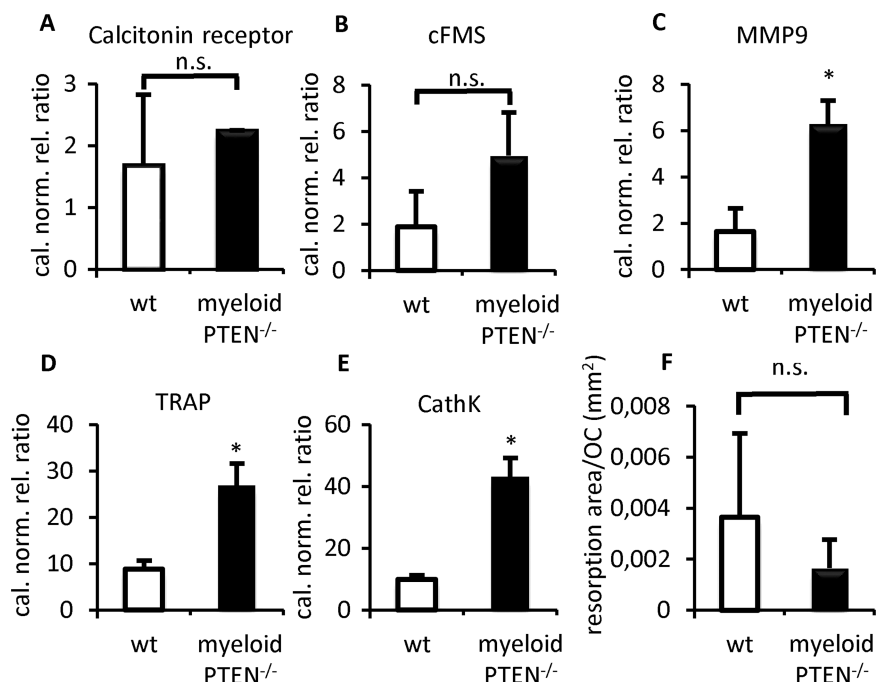 A
Calcitonin receptor
n.s.
cal. norm. rel. ratio
3
2
1
0
wt
myeloid
PTEN-/-
B
cFMS
n.s.
cal. norm. rel. ratio
8
6
4
2
0
wt
myeloid
PTEN-/-
C
MMP9
*
cal. norm. rel. ratio
8
6
4
2
0
wt
myeloid
PTEN-/-
D
TRAP
*
cal. norm. rel. ratio
40
30
20
10
0
wt
myeloid
PTEN-/-
E
CathK
*
cal. norm. rel. ratio
60
40
20
0
wt
myeloid
PTEN-/-
F
n.s.
resorption area/OC (mm²)
0,008
0,006
0,004
0,002
0
wt
myeloid
PTEN-/-